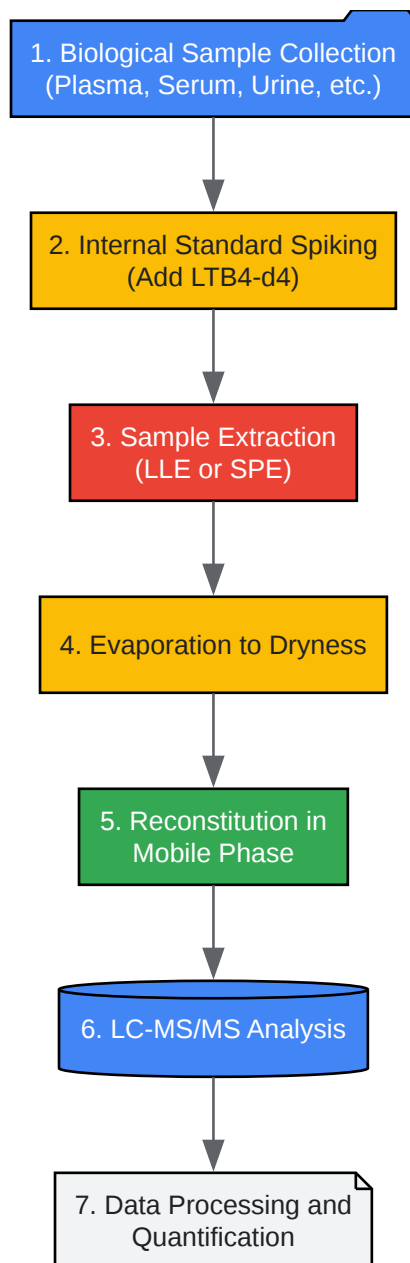 1. Biological Sample Collection
(Plasma, Serum, Urine, etc.)
2. Internal Standard Spiking
(Add LTB4-d4)
3. Sample Extraction
(LLE or SPE)
4. Evaporation to Dryness
5. Reconstitution in
Mobile Phase
6. LC-MS/MS Analysis
7. Data Processing and
Quantification